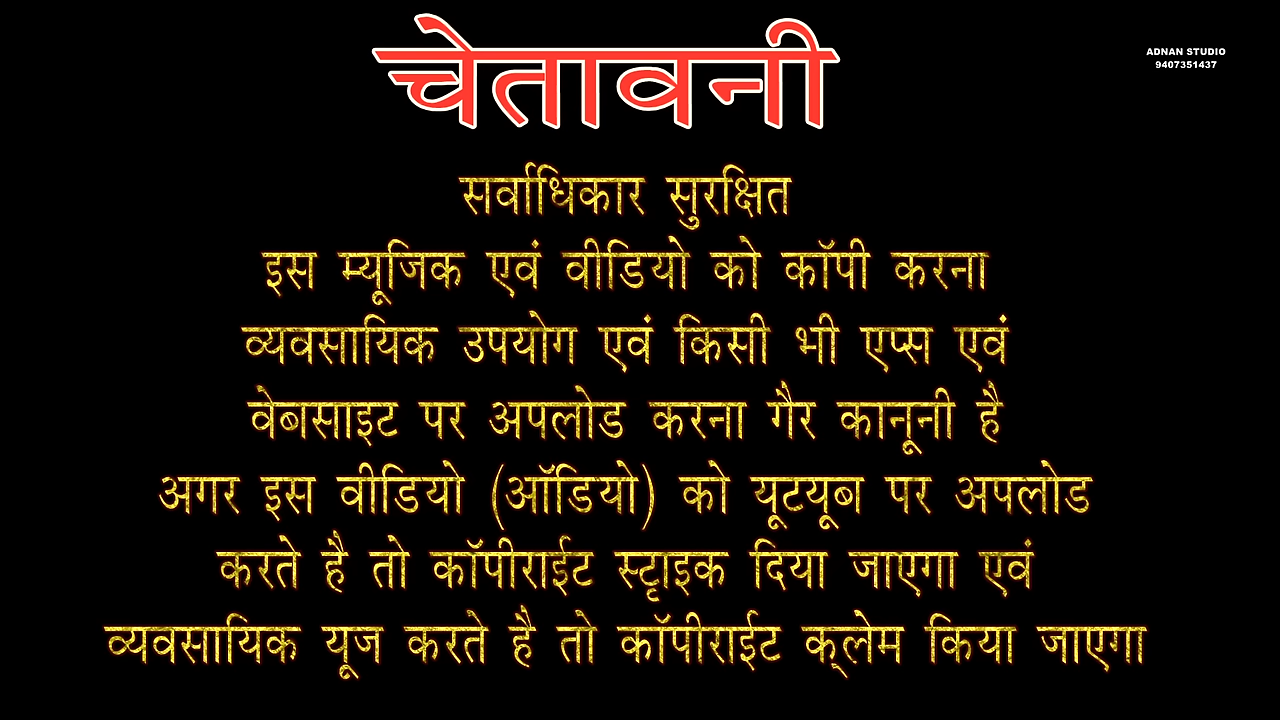 चेतावनी
ADNAN STUDIO
9407351437
सर्वाधिकार सुरक्षित
इस म्यूजिक एवं वीडियो को कॉपी करना
व्यवसायिक उपयोग एवं किसी भी एप्स एवं
वेबसाइट पर अपलोड करना गैर कानूनी है
अगर इस वीडियो (ऑडियो) को यूटयूब पर अपलोड
करते है तो कॉपीराईट स्टृाइक दिया जाएगा एवं
व्यवसायिक यूज करते है तो कॉपीराईट क्‌लेम किया जाएगा